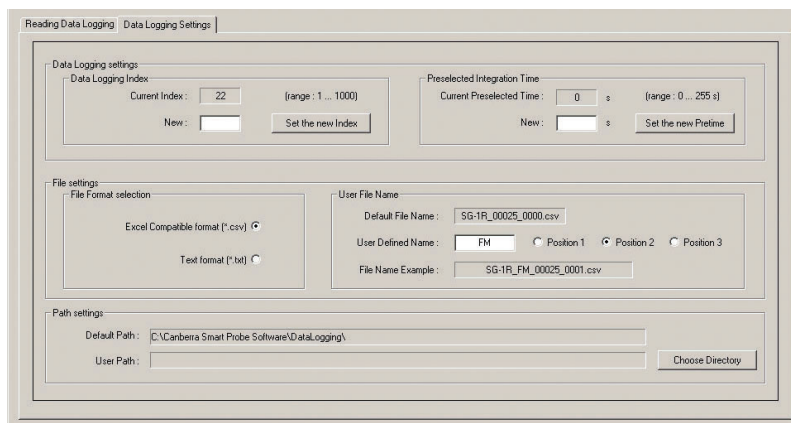 Reading Data Logging Data Logging Settings
Data Logging settings
Data Logging Index
Current Index : 22 (range : 1 ... 1000)
New : Set the new Index
Preselected Integration Time
Current Preselected Time : 0 s (range : 0 ... 255 s)
New : s Set the new Pretime
File settings
File Format selection
Excel Compatible format (*.csv)
Text format (*.txt)
User File Name
Default File Name : SG-1R_00025_0000.csv
User Defined Name : FM Position 1 Position 2 Position 3
File Name Example : SG-1R_FM_00025_0001.csv
Path settings
Default Path : C:\Canberra Smart Probe Software\DataLogging\
User Path : Choose Directory